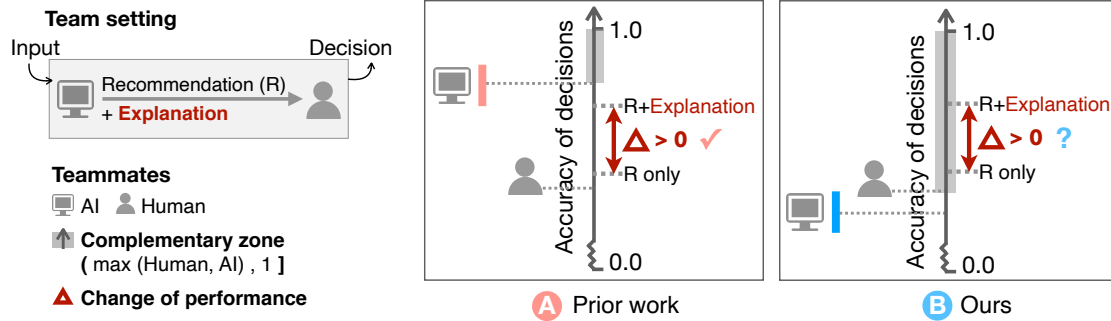 Team setting
Input
Decision
Recommendation (R)
+ Explanation
Teammates
AI Human
Complementary zone
( max (Human, AI) , 1 ]
Change of performance
Accuracy of decisions
1.0
R+Explanation
Δ > 0 ✓
R only
0.0
A Prior work
Accuracy of decisions
1.0
R+Explanation
Δ > 0 ?
R only
0.0
B Ours